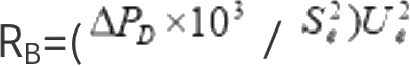 R_B=(ΔP_D×10^3 / S_e^2)U_e^2